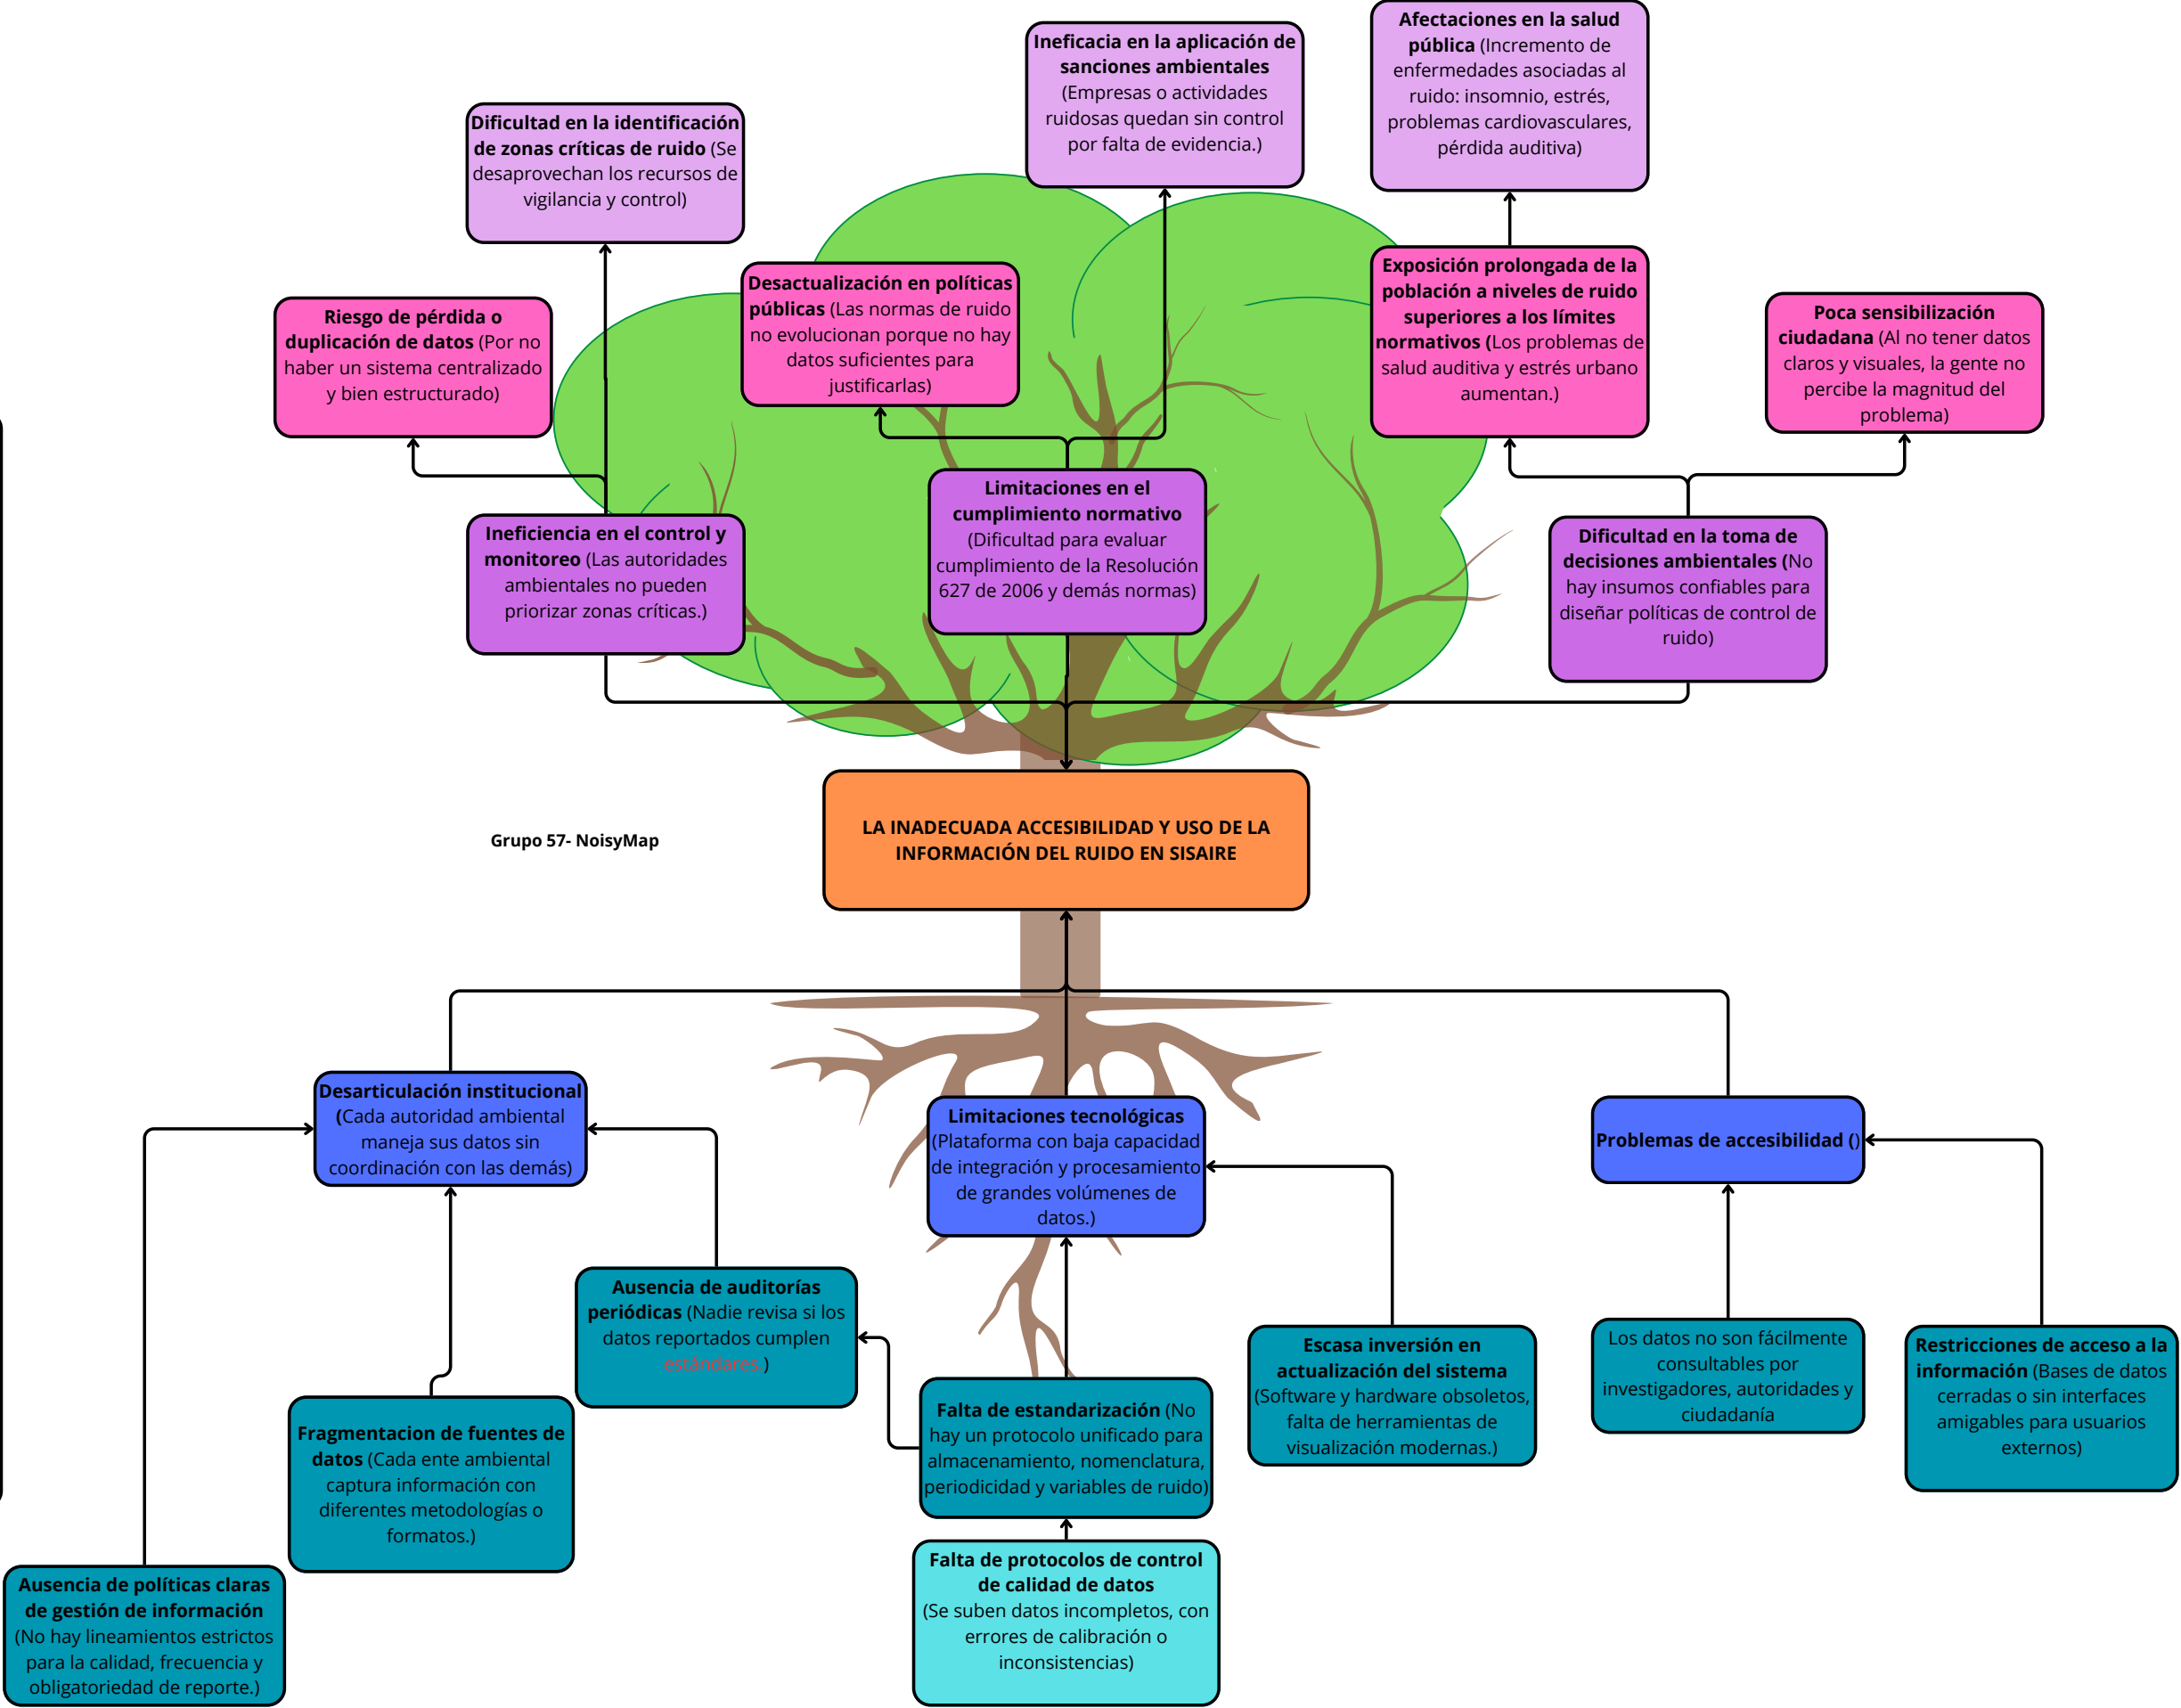 Afectaciones en la salud
pública (Incremento de
enfermedades asociadas al
ruido: insomnio, estrés,
problemas cardiovasculares,
pérdida auditiva)
Ineficacia en la aplicación de
sanciones ambientales
(Empresas o actividades
ruidosas quedan sin control
por falta de evidencia.)
Dificultad en la identificación
de zonas críticas de ruido (Se
desaprovechan los recursos de
vigilancia y control)
Riesgo de pérdida o
duplicación de datos (Por no
haber un sistema centralizado
y bien estructurado)
Desactualización en políticas
públicas (Las normas de ruido
no evolucionan porque no hay
datos suficientes para
justificarlas)
Exposición prolongada de la
población a niveles de ruido
superiores a los límites
normativos (Los problemas de
salud auditiva y estrés urbano
aumentan.)
Poca sensibilización
ciudadana (Al no tener datos
claros y visuales, la gente no
percibe la magnitud del
problema)
Ineficiencia en el control y
monitoreo (Las autoridades
ambientales no pueden
priorizar zonas críticas.)
Limitaciones en el
cumplimiento normativo
(Dificultad para evaluar
cumplimiento de la Resolución
627 de 2006 y demás normas)
Dificultad en la toma de
decisiones ambientales (No
hay insumos confiables para
diseñar políticas de control de
ruido)
Grupo 57- NoisyMap
LA INADECUADA ACCESIBILIDAD Y USO DE LA
INFORMACIÓN DEL RUIDO EN SISAIRE
Desarticulación institucional
(Cada autoridad ambiental
maneja sus datos sin
coordinación con las demás)
Limitaciones tecnológicas
(Plataforma con baja capacidad
de integración y procesamiento
de grandes volúmenes de
datos.)
Problemas de accesibilidad ()
Ausencia de auditorías
periódicas (Nadie revisa si los
datos reportados cumplen
estándares.)
Fragmentacion de fuentes de
datos (Cada ente ambiental
captura información con
diferentes metodologías o
formatos.)
Ausencia de políticas claras
de gestión de información
(No hay lineamientos estrictos
para la calidad, frecuencia y
obligatoriedad de reporte.)
Falta de estandarización (No
hay un protocolo unificado para
almacenamiento, nomenclatura,
periodicidad y variables de ruido)
Falta de protocolos de control
de calidad de datos
(Se suben datos incompletos, con
errores de calibración o
inconsistencias)
Escasa inversión en
actualización del sistema
(Software y hardware obsoletos,
falta de herramientas de
visualización modernas.)
Los datos no son fácilmente
consultables por
investigadores, autoridades y
ciudadanía
Restricciones de acceso a la
información (Bases de datos
cerradas o sin interfaces
amigables para usuarios
externos)